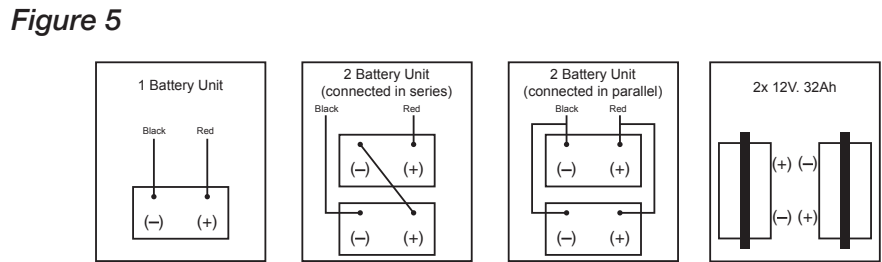 Figure 5
1 Battery Unit
Black Red
(–) (+)
2 Battery Unit
(connected in series)
Black Red
(–) (+)
(–) (+)
2 Battery Unit
(connected in parallel)
Black Red
(–) (+)
(–) (+)
2x 12V. 32Ah
(+) (–)
(–) (+)